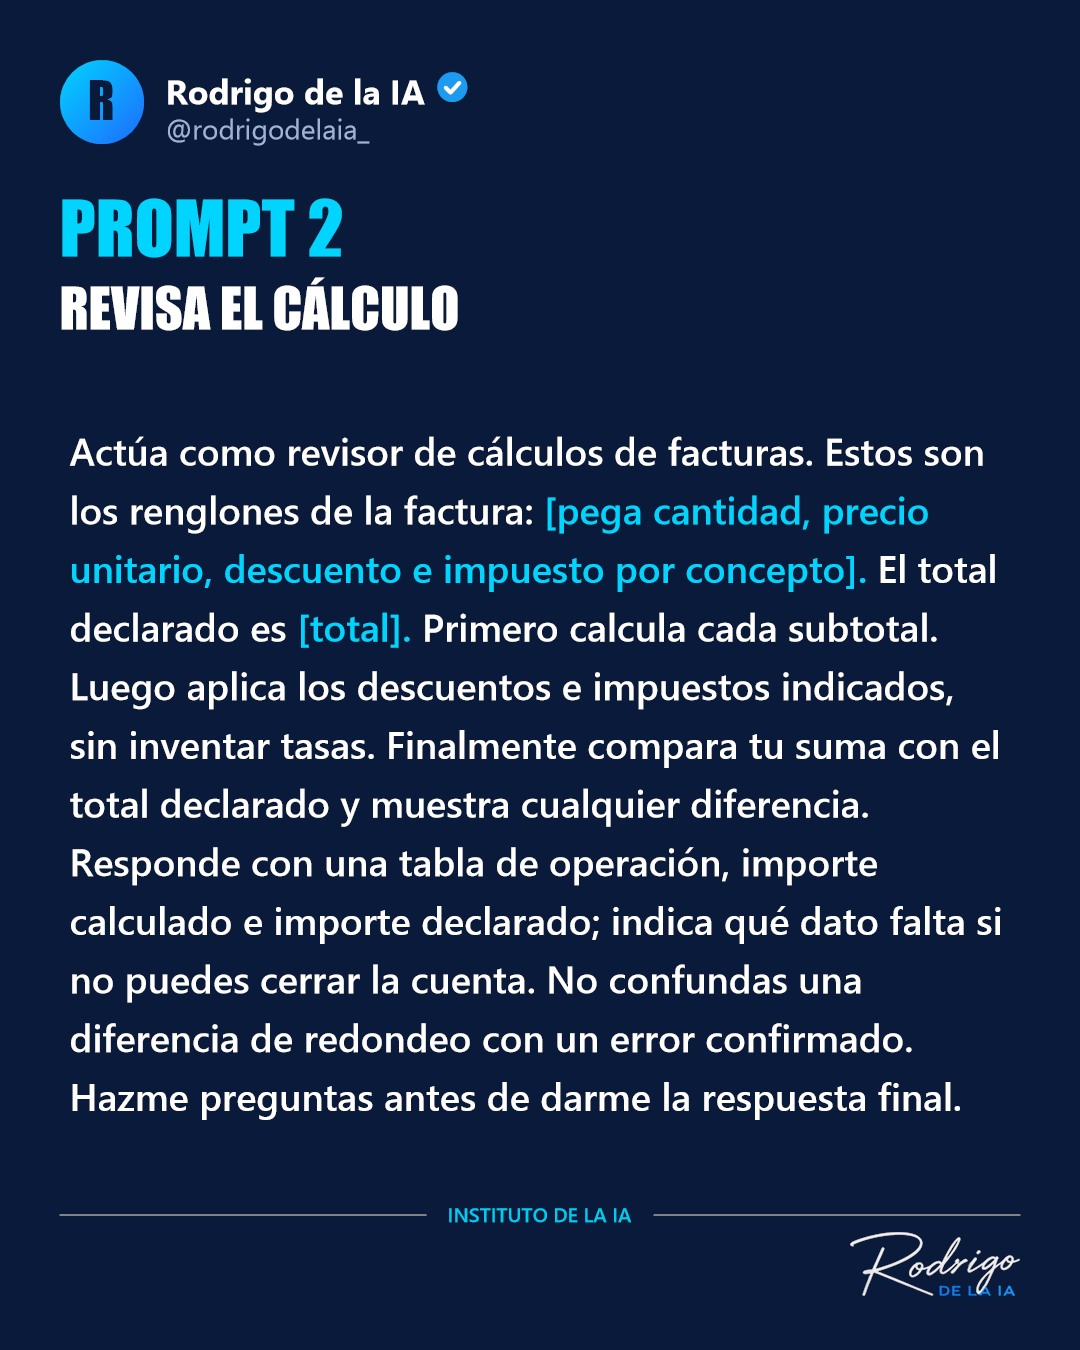 R
Rodrigo de la IA
@rodrigodelaia_
PROMPT 2
REVISA EL CÁLCULO
Actúa como revisor de cálculos de facturas. Estos son
los renglones de la factura: [pega cantidad, precio
unitario, descuento e impuesto por concepto]. El total
declarado es [total]. Primero calcula cada subtotal.
Luego aplica los descuentos e impuestos indicados,
sin inventar tasas. Finalmente compara tu suma con el
total declarado y muestra cualquier diferencia.
Responde con una tabla de operación, importe
calculado e importe declarado; indica qué dato falta si
no puedes cerrar la cuenta. No confundas una
diferencia de redondeo con un error confirmado.
Hazme preguntas antes de darme la respuesta final.
INSTITUTO DE LA IA
Rodrigo
DE LA IA